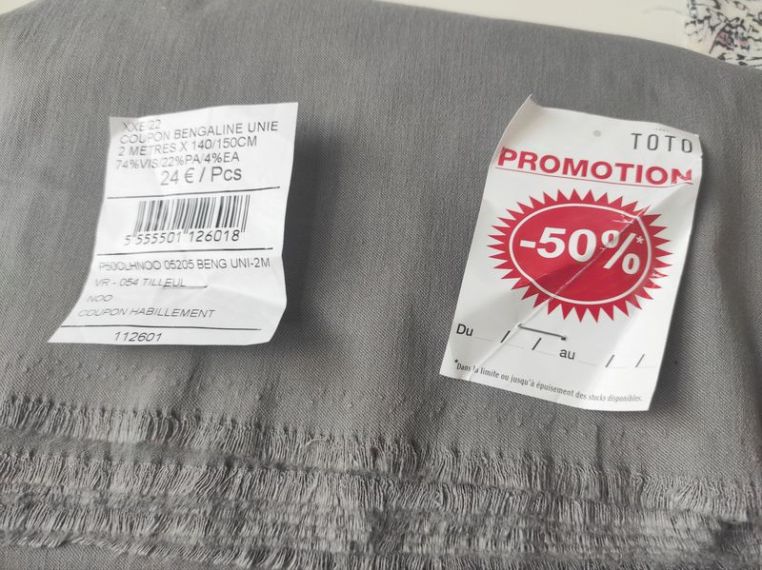 XXE 22
COUPON BENGALINE UNIE
2 METRES X 140/150CM
74%VIS/22%PA/4%EA
24 € / Pcs
5 555501 126018
05205 BENG UNI-2M
VR - 054 TILLEUL
NOO
COUPON HABILLEMENT
112601
TOTO
PROMOTION
-50%*
Du / / au / /
*Dans la limite ou jusqu'à épuisement des stocks disponibles.